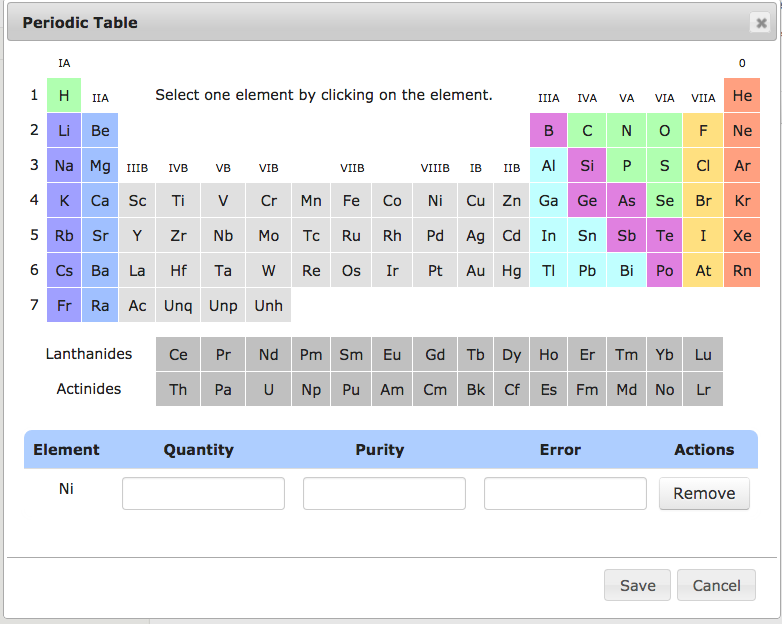 Periodic Table
IA 0
1 H IIA Select one element by clicking on the element. IIIA IVA VA VIA VIIA He
2 Li Be B C N O F Ne
3 Na Mg IIIB IVB VB VIB VIIB VIIIB IB IIB Al Si P S Cl Ar
4 K Ca Sc Ti V Cr Mn Fe Co Ni Cu Zn Ga Ge As Se Br Kr
5 Rb Sr Y Zr Nb Mo Tc Ru Rh Pd Ag Cd In Sn Sb Te I Xe
6 Cs Ba La Hf Ta W Re Os Ir Pt Au Hg Tl Pb Bi Po At Rn
7 Fr Ra Ac Unq Unp Unh
Lanthanides Ce Pr Nd Pm Sm Eu Gd Tb Dy Ho Er Tm Yb Lu
Actinides Th Pa U Np Pu Am Cm Bk Cf Es Fm Md No Lr
Element Quantity Purity Error Actions
Ni Remove
Save Cancel